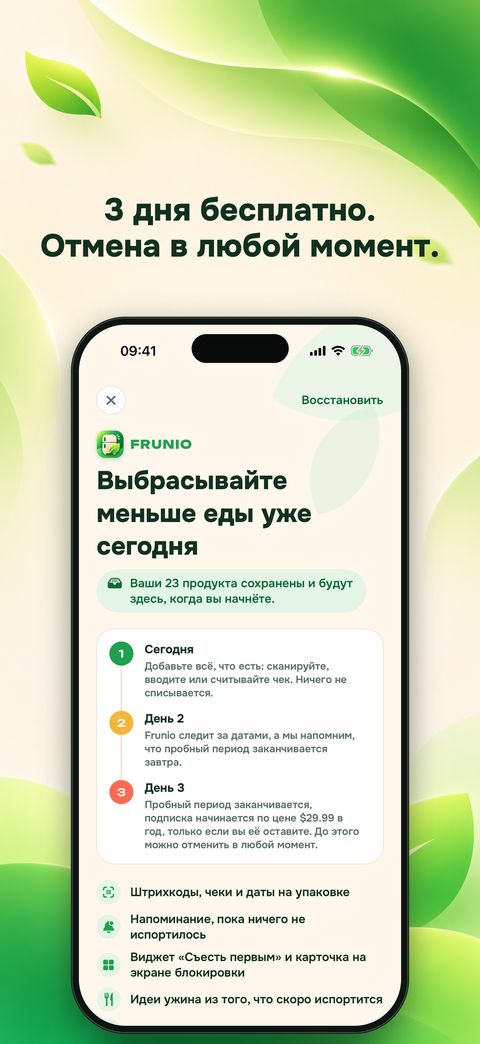 3 дня бесплатно.
Отмена в любой момент.
09:41
Восстановить
FRUNIO
Выбрасывайте
меньше еды уже
сегодня
Ваши 23 продукта сохранены и будут
здесь, когда вы начнёте.
1
Сегодня
Добавьте всё, что есть: сканируйте,
вводите или считывайте чек. Ничего не
списывается.
2
День 2
Frunio следит за датами, а мы напомним,
что пробный период заканчивается
завтра.
3
День 3
Пробный период заканчивается,
подписка начинается по цене $29.99 в
год, только если вы её оставите. До этого
можно отменить в любой момент.
Штрихкоды, чеки и даты на упаковке
Напоминание, пока ничего не
испортилось
Виджет «Съесть первым» и карточка на
экране блокировки
Идеи ужина из того, что скоро испортится